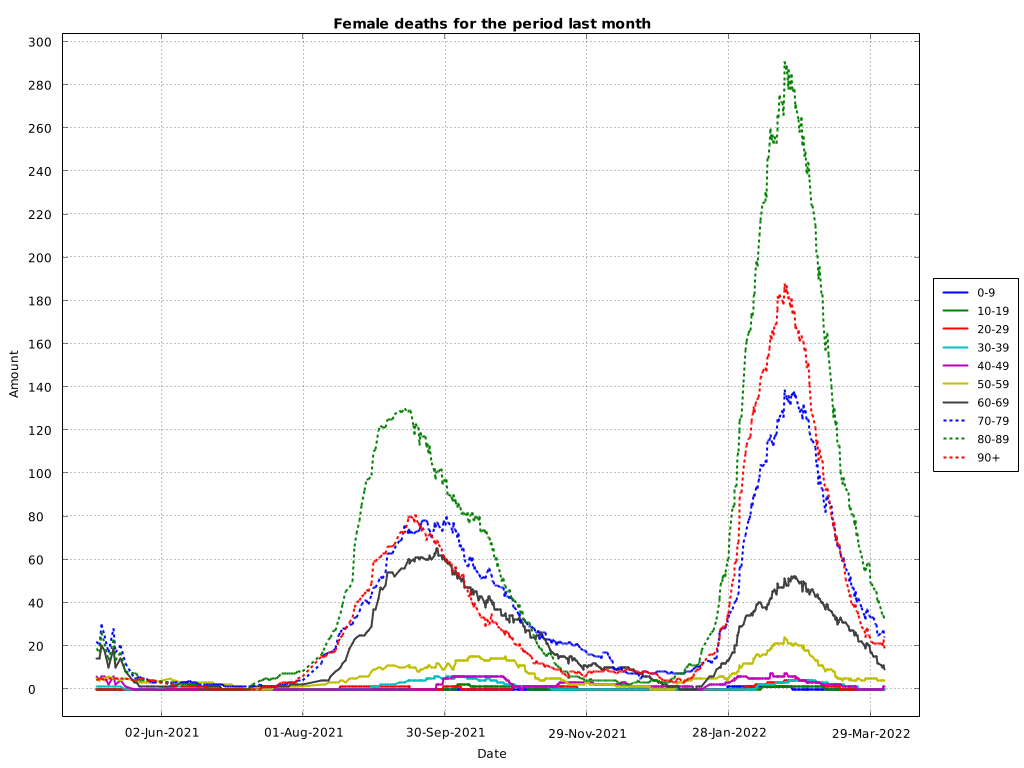 Female deaths for the period last month
300
280
260
240
220
200
180
160
140
120
100
80
60
40
20
0
Amount
02-Jun-2021
01-Aug-2021
30-Sep-2021
29-Nov-2021
28-Jan-2022
29-Mar-2022
Date
0-9
10-19
20-29
30-39
40-49
50-59
60-69
70-79
80-89
90+